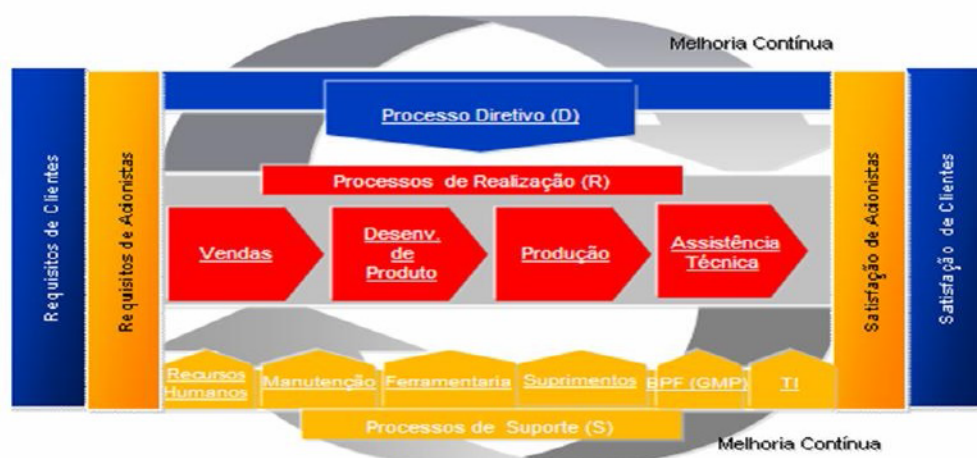 Melhoria Contínua
Requisitos de Clientes
Requisitos de Acionistas
Processo Diretivo (D)
Processos de Realização (R)
Vendas
Desenv.
de
Produto
Produção
Assistência
Técnica
Satisfação de Acionistas
Satisfação de Clientes
Recursos
Humanos
Manutenção
Ferramentaria
Suprimentos
BPF (GMP)
TI
Processos de Suporte (S)
Melhoria Contínua